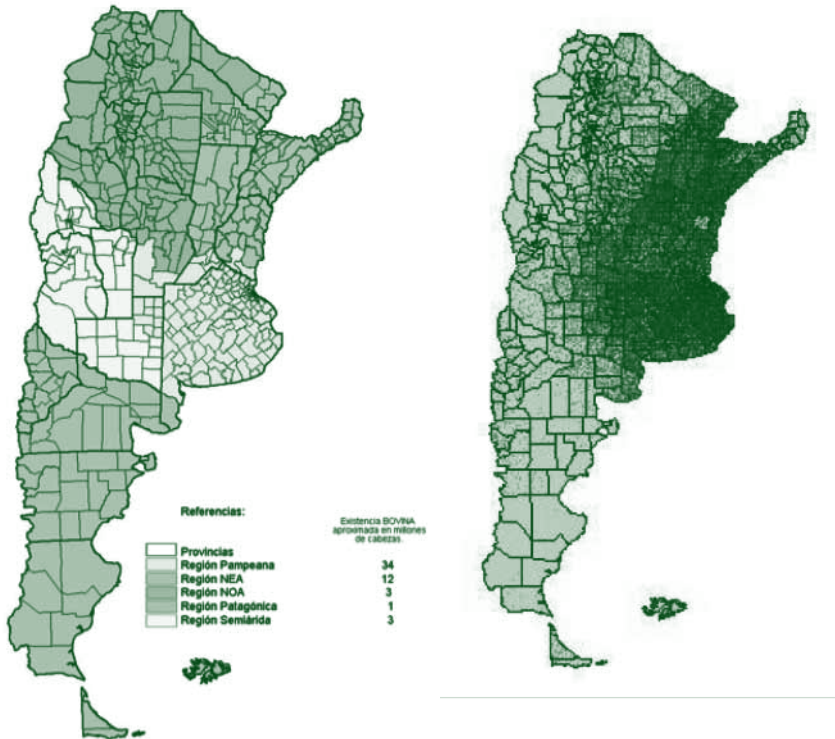 Referencias:
Existencia BOVINA
aproximada en millones
de cabezas.
Provincias
Región Pampeana 34
Región NEA 12
Región NOA 3
Región Patagónica 1
Región Semiárida 3